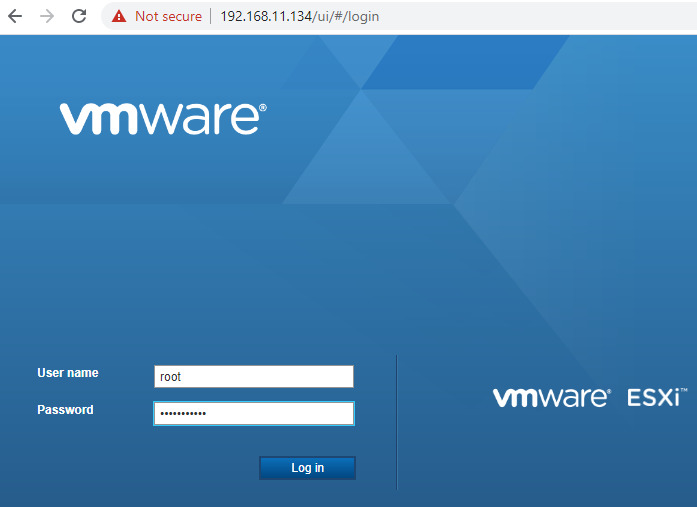 Not secure | 192.168.11.134/ui/#/login
vmware®
User name root
Password •••••••••••
vmware® ESXi™
Log in